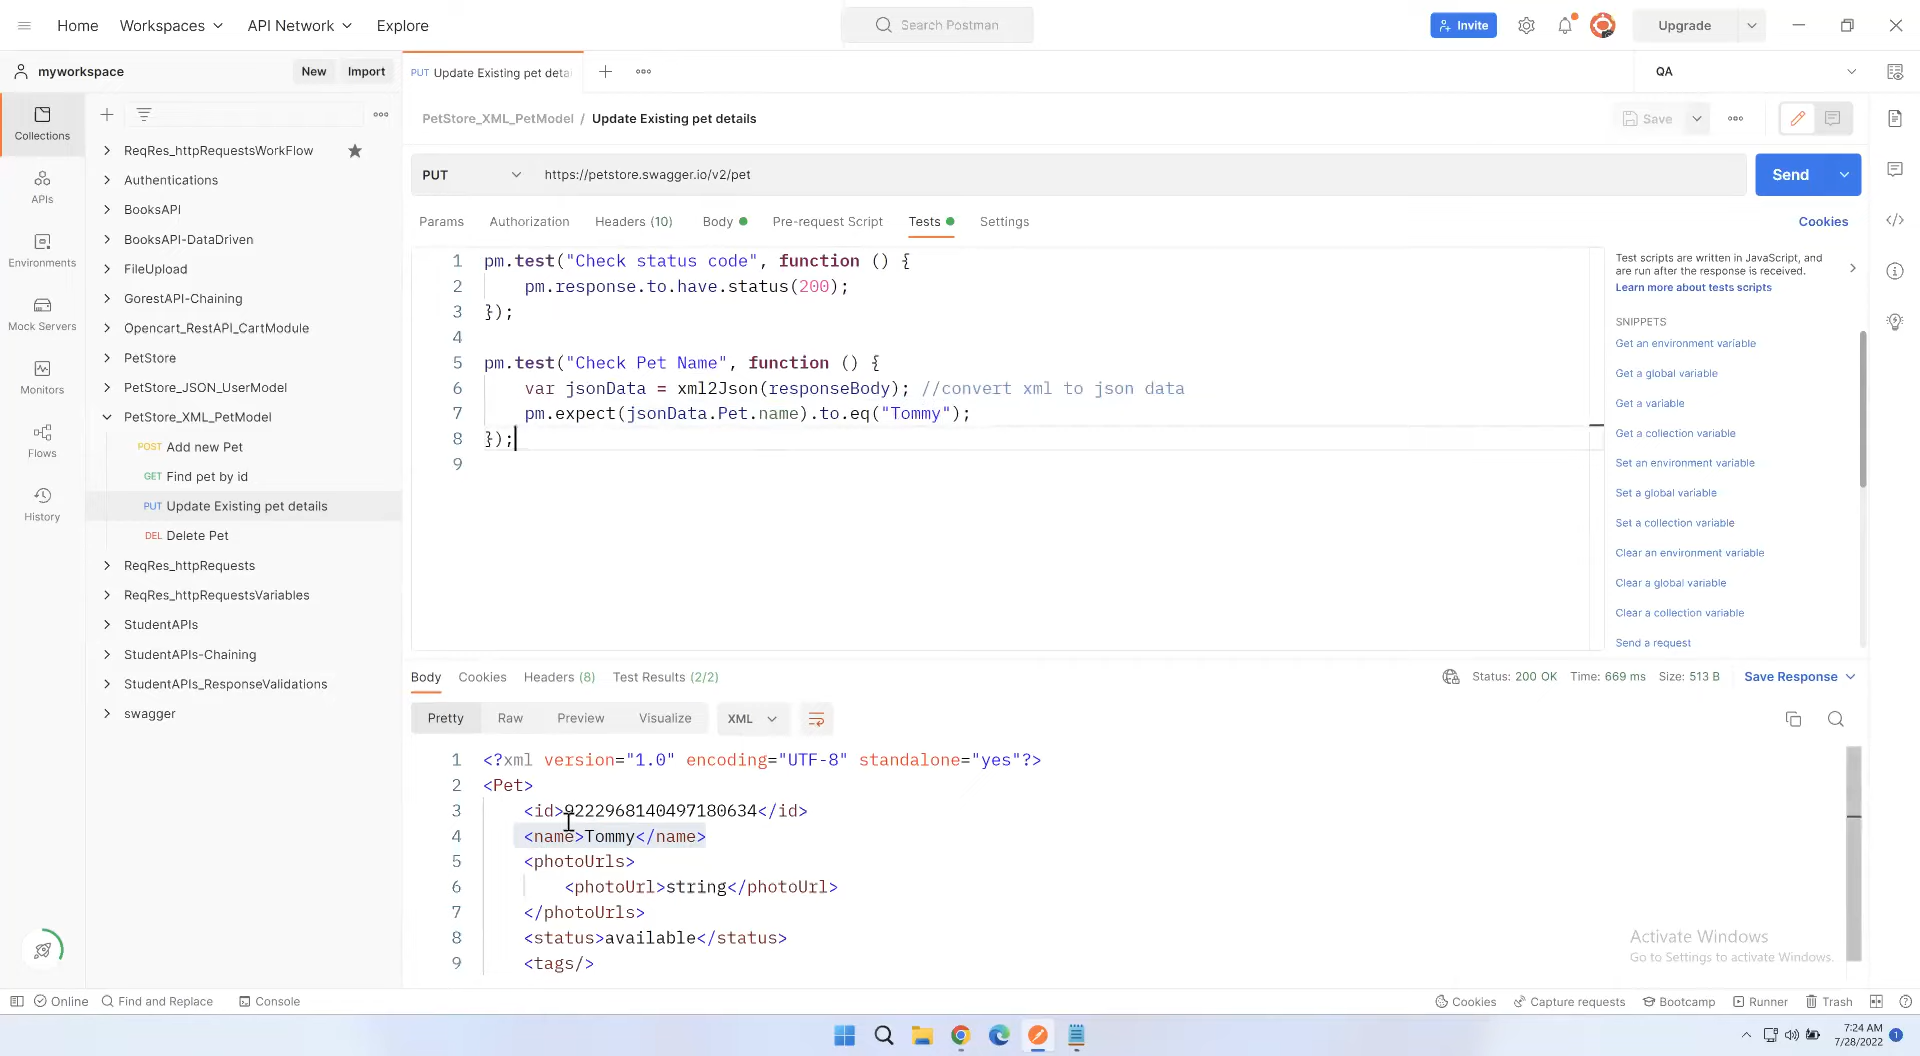 Home
Workspaces
API Network
Explore
Search Postman
Invite
Upgrade
myworkspace
New
Import
PUT Update Existing pet detai
QA
Collections
APIs
Environments
Mock Servers
Monitors
Flows
History
ReqRes_httpRequestsWorkFlow
Authentications
BooksAPI
BooksAPI-DataDriven
FileUpload
GorestAPI-Chaining
Opencart_RestAPI_CartModule
PetStore
PetStore_JSON_UserModel
PetStore_XML_PetModel
POST Add new Pet
GET Find pet by id
PUT Update Existing pet details
DEL Delete Pet
ReqRes_httpRequests
ReqRes_httpRequestsVariables
StudentAPIs
StudentAPIs-Chaining
StudentAPIs_ResponseValidations
swagger
PetStore_XML_PetModel / Update Existing pet details
Save
PUT
https://petstore.swagger.io/v2/pet
Send
Params
Authorization
Headers (10)
Body
Pre-request Script
Tests
Settings
Cookies
1 pm.test("Check status code", function () {
2 pm.response.to.have.status(200);
3 });
4
5 pm.test("Check Pet Name", function () {
6 var jsonData = xml2Json(responseBody); //convert xml to json data
7 pm.expect(jsonData.Pet.name).to.eq("Tommy");
8 });
9
Test scripts are written in JavaScript, and
are run after the response is received.
Learn more about tests scripts
SNIPPETS
Get an environment variable
Get a global variable
Get a variable
Get a collection variable
Set an environment variable
Set a global variable
Set a collection variable
Clear an environment variable
Clear a global variable
Clear a collection variable
Send a request
Body
Cookies
Headers (8)
Test Results (2/2)
Status: 200 OK
Time: 669 ms
Size: 513 B
Save Response
Pretty
Raw
Preview
Visualize
XML
1 <?xml version="1.0" encoding="UTF-8" standalone="yes"?>
2 <Pet>
3 <id>9222968140497180634</id>
4 <name>Tommy</name>
5 <photoUrls>
6 <photoUrl>string</photoUrl>
7 </photoUrls>
8 <status>available</status>
9 <tags/>
Activate Windows
Go to Settings to activate Windows.
Online
Find and Replace
Console
Cookies
Capture requests
Bootcamp
Runner
Trash
7:24 AM
7/28/2022
1